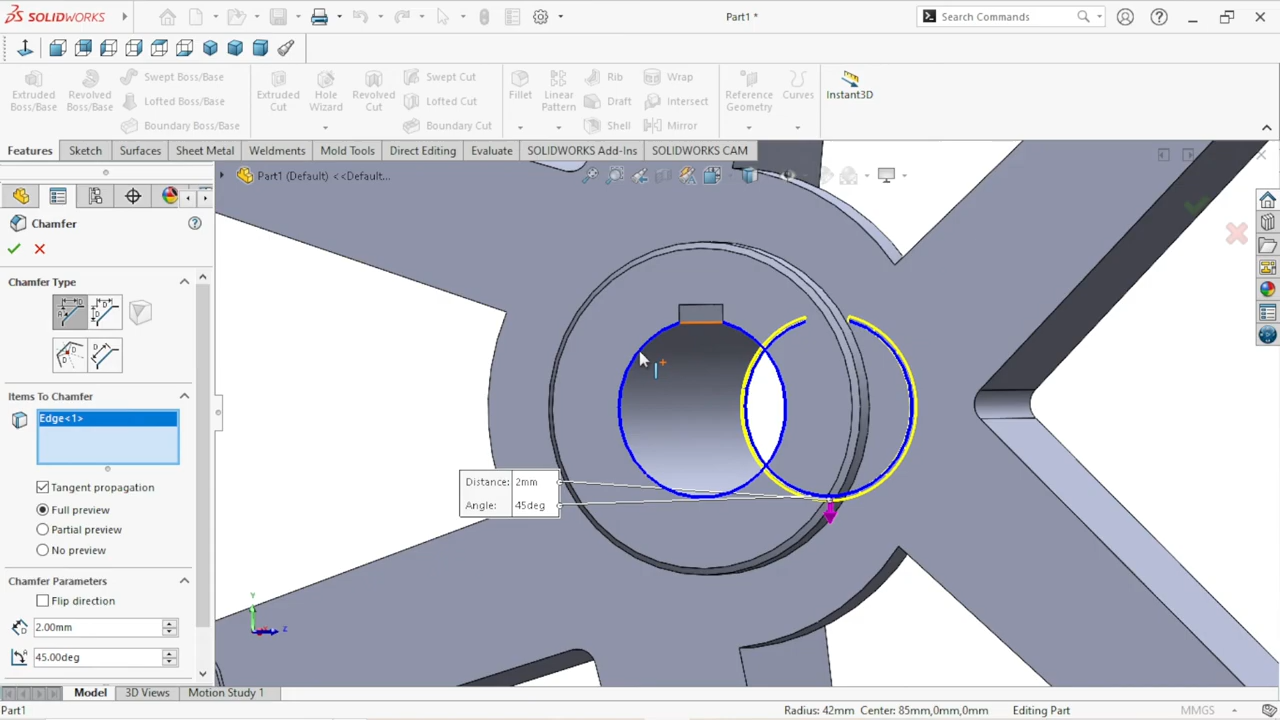 SOLIDWORKS
Part1 *
Search Commands
Extruded Boss/Base
Revolved Boss/Base
Swept Boss/Base
Lofted Boss/Base
Boundary Boss/Base
Extruded Cut
Hole Wizard
Revolved Cut
Swept Cut
Lofted Cut
Boundary Cut
Fillet
Linear Pattern
Rib
Draft
Shell
Wrap
Intersect
Mirror
Reference Geometry
Curves
Instant3D
Features
Sketch
Surfaces
Sheet Metal
Weldments
Mold Tools
Direct Editing
Evaluate
SOLIDWORKS Add-Ins
SOLIDWORKS CAM
Part1 (Default) <<Default...
Chamfer
Chamfer Type
Items To Chamfer
Edge<1>
Tangent propagation
Full preview
Partial preview
No preview
Chamfer Parameters
Flip direction
2.00mm
45.00deg
Distance: 2mm
Angle: 45deg
Y
Z
Model
3D Views
Motion Study 1
Part1
Radius: 42mm Center: 85mm,0mm,0mm
Editing Part
MMGS